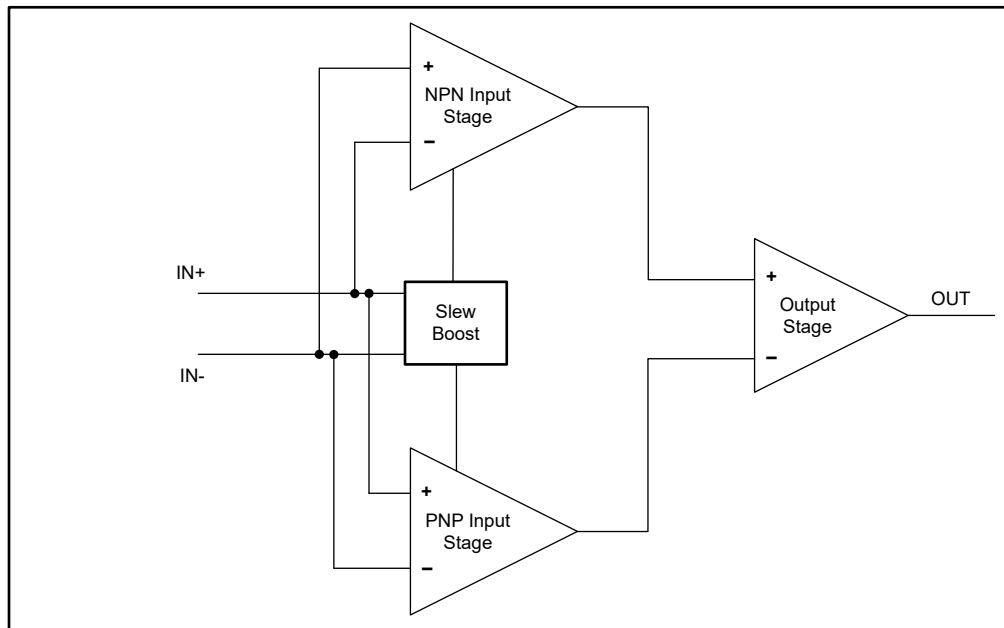 +
NPN Input
Stage
−
IN+
Slew
Boost
IN-
+
Output
Stage
−
OUT
+
PNP Input
Stage
−